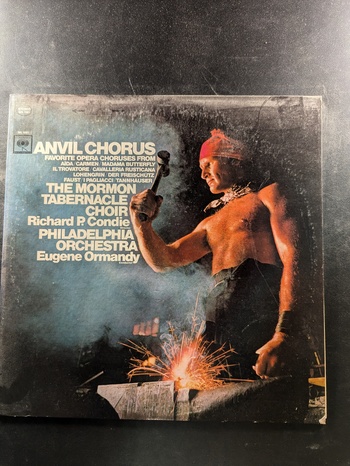 ANVIL CHORUS
FAVORITE OPERA CHORUSES FROM
AIDA/CARMEN/MADAMA BUTTERFLY
IL TROVATORE/CAVALLERIA RUSTICANA
LOHENGRIN/DER FREISCHÜTZ
FAUST/I PAGLIACCI/TANNHÄUSER
THE MORMON
TABERNACLE
CHOIR
Richard P. Condie
PHILADELPHIA
ORCHESTRA
Eugene Ormandy